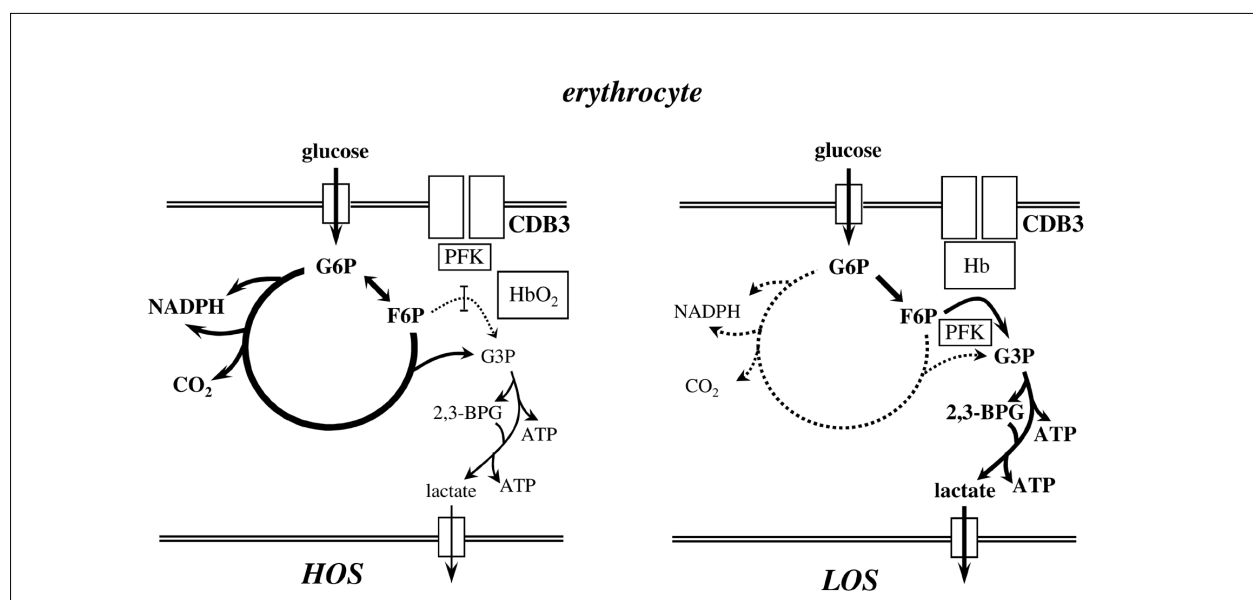 erythrocyte
glucose
CDB3
PFK
G6P
HbO₂
NADPH
F6P
G3P
CO₂
2,3-BPG
ATP
lactate
ATP
HOS
glucose
CDB3
Hb
G6P
NADPH
F6P
PFK
G3P
CO₂
2,3-BPG
ATP
lactate
ATP
LOS